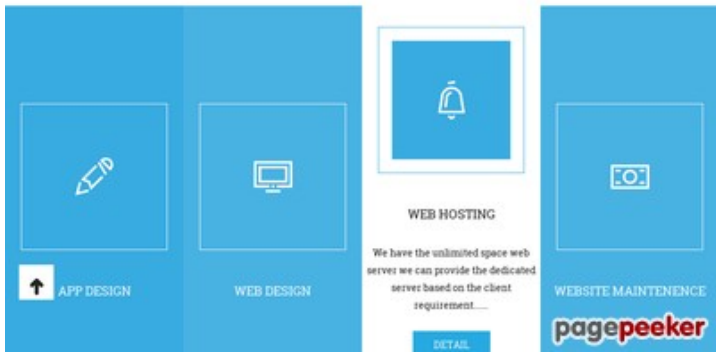 APP DESIGN
WEB DESIGN
WEB HOSTING
We have the unlimited space web
server we can provide the dedicated
server based on the client
requirement......
DETAIL
WEBSITE MAINTENENCE
pagepeeker